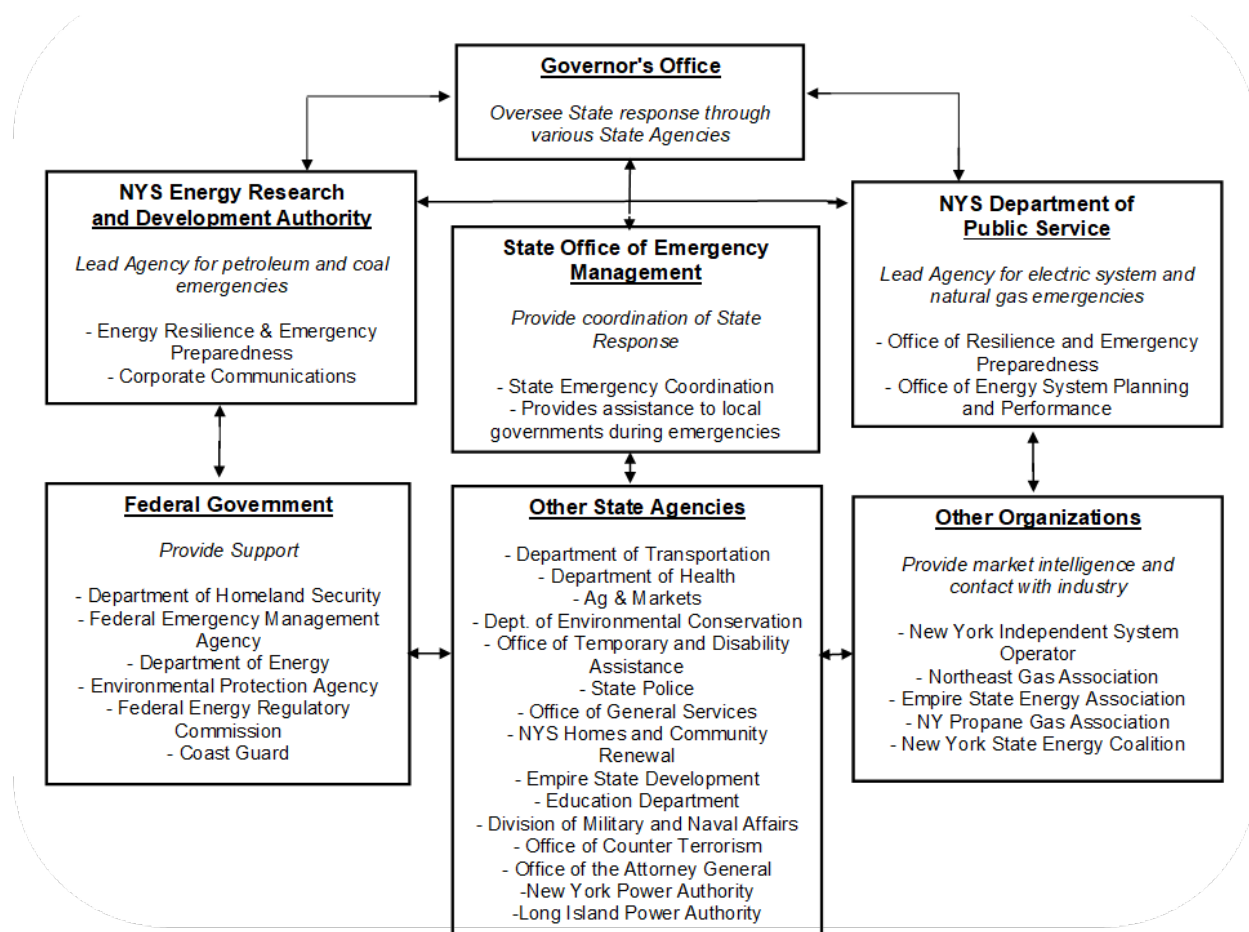 Governor's Office
Oversee State response through
various State Agencies
NYS Energy Research
and Development Authority
Lead Agency for petroleum and coal
emergencies
- Energy Resilience & Emergency
Preparedness
- Corporate Communications
State Office of Emergency
Management
Provide coordination of State
Response
- State Emergency Coordination
- Provides assistance to local
governments during emergencies
NYS Department of
Public Service
Lead Agency for electric system and
natural gas emergencies
- Office of Resilience and Emergency
Preparedness
- Office of Energy System Planning
and Performance
Federal Government
Provide Support
- Department of Homeland Security
- Federal Emergency Management
Agency
- Department of Energy
- Environmental Protection Agency
- Federal Energy Regulatory
Commission
- Coast Guard
Other State Agencies
- Department of Transportation
- Department of Health
- Ag & Markets
- Dept. of Environmental Conservation
- Office of Temporary and Disability
Assistance
- State Police
- Office of General Services
- NYS Homes and Community
Renewal
- Empire State Development
- Education Department
- Division of Military and Naval Affairs
- Office of Counter Terrorism
- Office of the Attorney General
-New York Power Authority
-Long Island Power Authority
Other Organizations
Provide market intelligence and
contact with industry
- New York Independent System
Operator
- Northeast Gas Association
- Empire State Energy Association
- NY Propane Gas Association
- New York State Energy Coalition